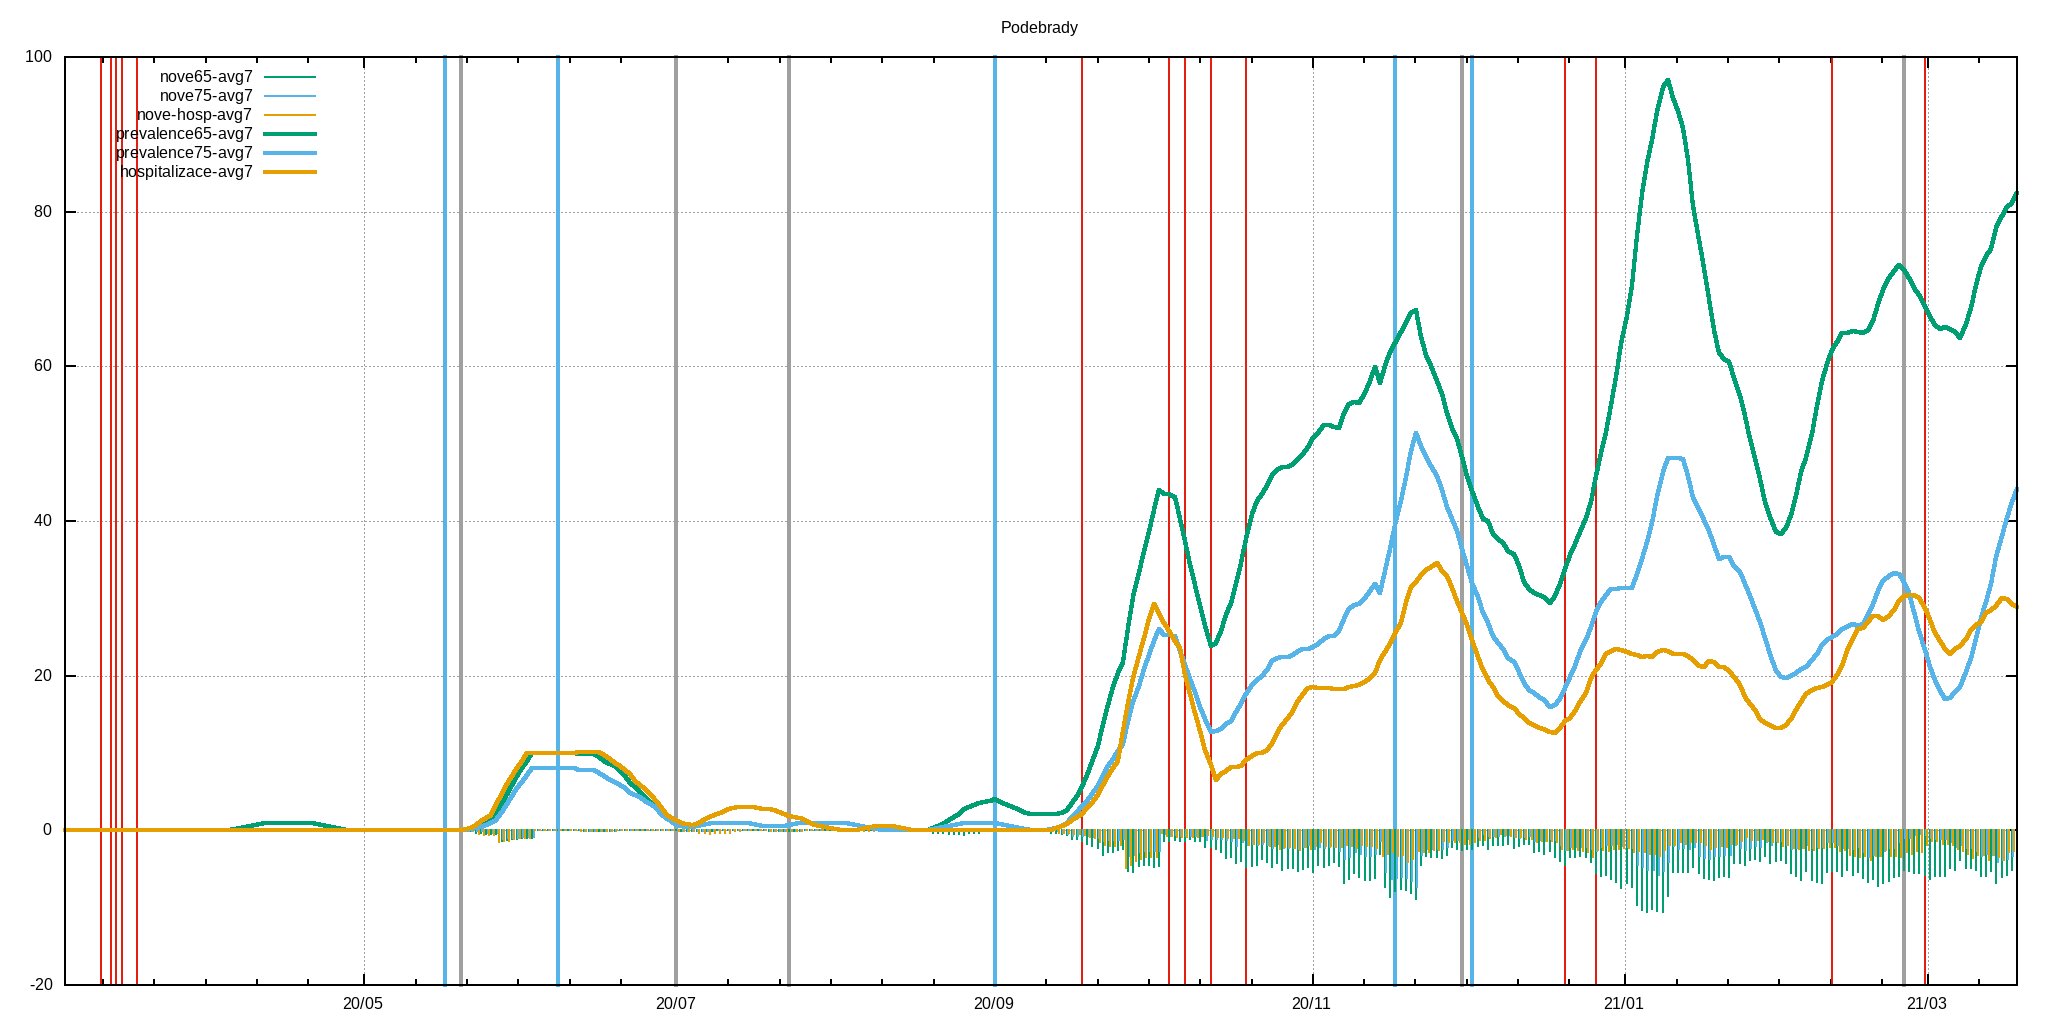 Podebrady
100
nove65-avg7
nove75-avg7
nove-hosp-avg7
prevalence65-avg7
prevalence75-avg7
hospitalizace-avg7
80
60
40
20
0
-20
20/05 20/07 20/09 20/11 21/01 21/03